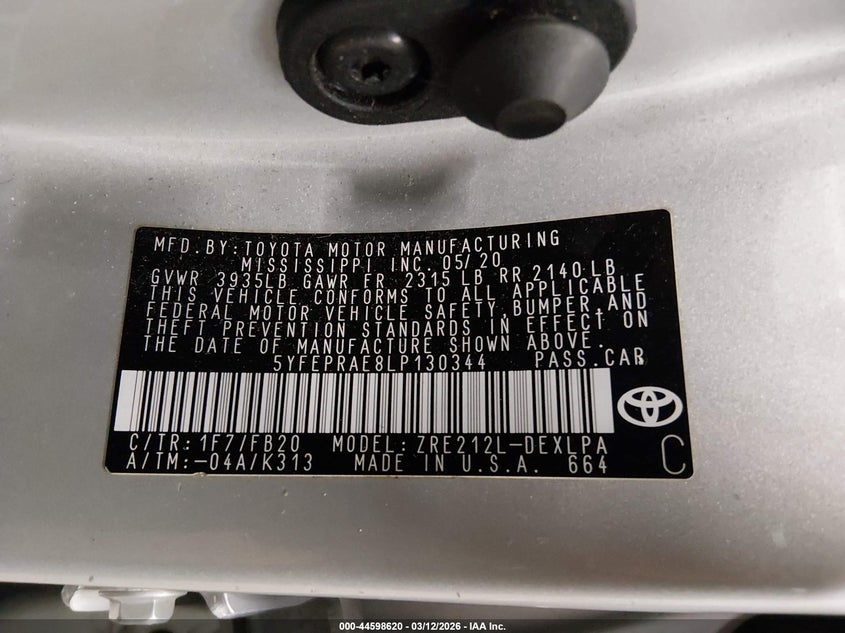 MFD.BY:TOYOTA MOTOR MANUFACTURING
MISSISSIPPI INC. 05/20
GVWR 3935LB GAWR FR 2315 LB RR 2140 LB
THIS VEHICLE CONFORMS TO ALL APPLICABLE
FEDERAL MOTOR VEHICLE SAFETY,BUMPER,AND
THEFT PREVENTION STANDARDS IN EFFECT ON
THE DATE OF MANUFACTURE SHOWN ABOVE.
5YFEPRAE8LP130344 PASS.CAR
C/TR:1F7/FB20 MODEL:ZRE212L-DEXLPA
A/TM:-04A/K313 MADE IN U.S.A. 664
C
000-44598620 - 03/12/2026 - IAA Inc.